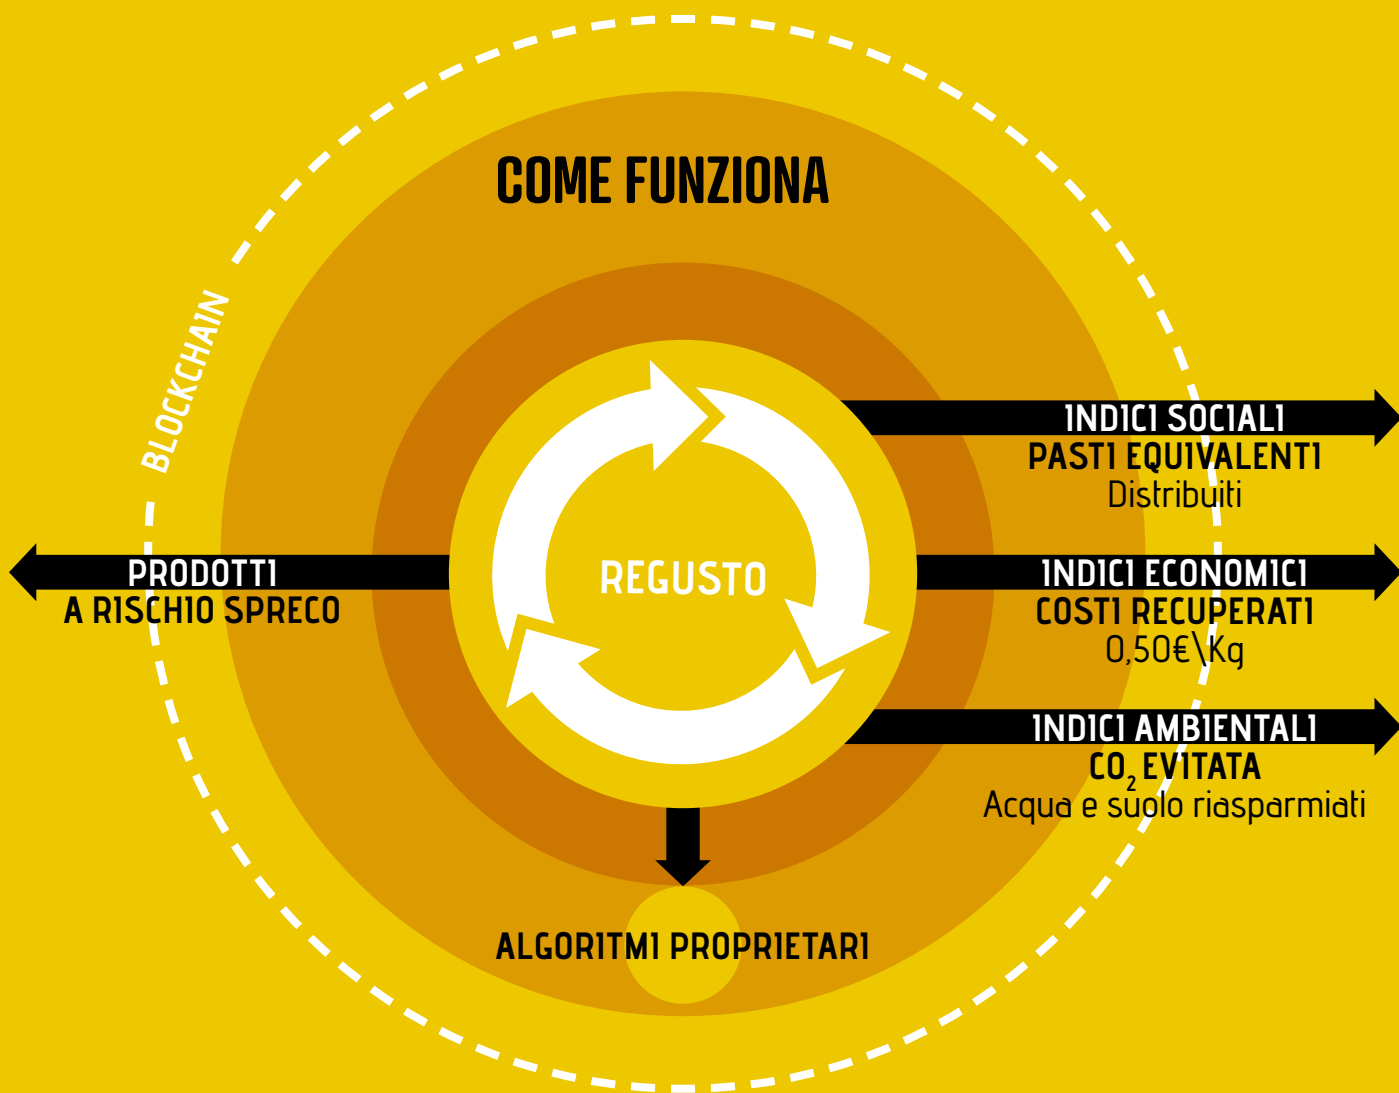 COME FUNZIONA
BLOCKCHAIN
PRODOTTI
A RISCHIO SPRECO
REGUSTO
INDICI SOCIALI
PASTI EQUIVALENTI
Distribuiti
INDICI ECONOMICI
COSTI RECUPERATI
0,50€\Kg
INDICI AMBIENTALI
CO₂ EVITATA
Acqua e suolo riasparmiati
ALGORITMI PROPRIETARI